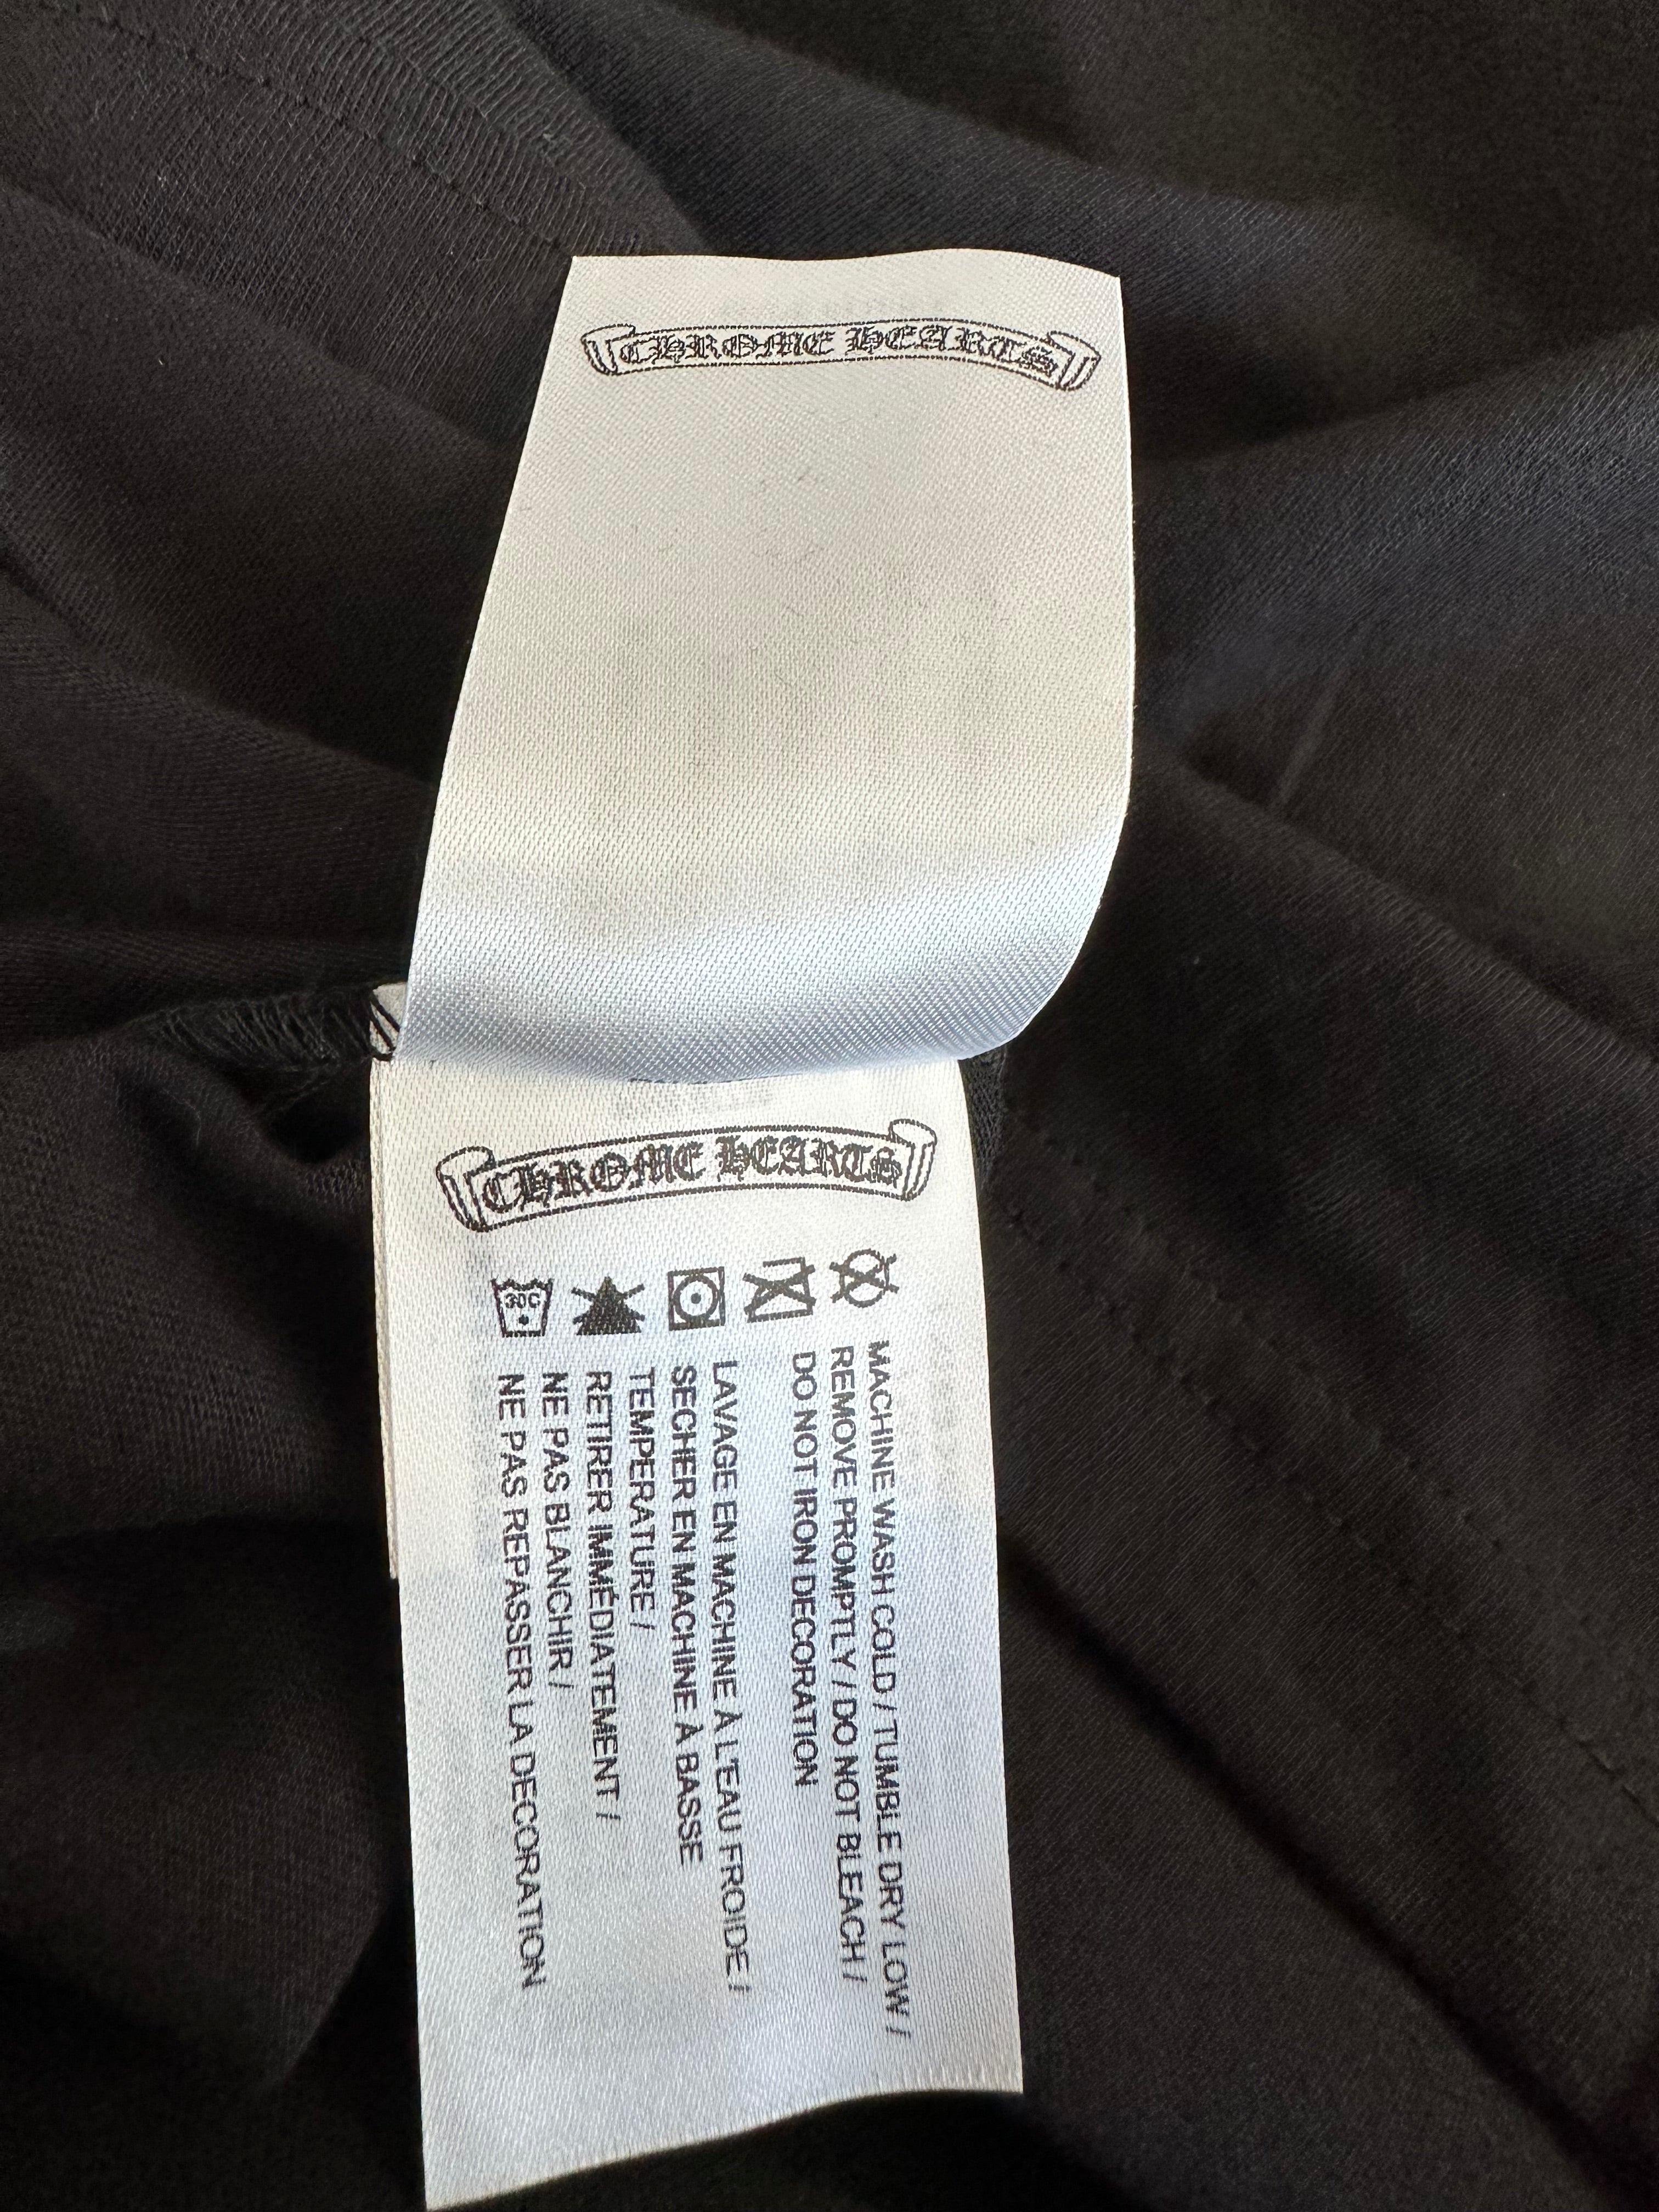 CHROME HEARTS
CHROME HEARTS
30C
MACHINE WASH COLD / TUMBLE DRY LOW /
REMOVE PROMPTLY / DO NOT BLEACH /
DO NOT IRON DECORATION
LAVAGE EN MACHINE À L'EAU FROIDE /
SECHER EN MACHINE À BASSE
TEMPERATURE /
RETIRER IMMÉDIATEMENT /
NE PAS BLANCHIR /
NE PAS REPASSER LA DECORATION